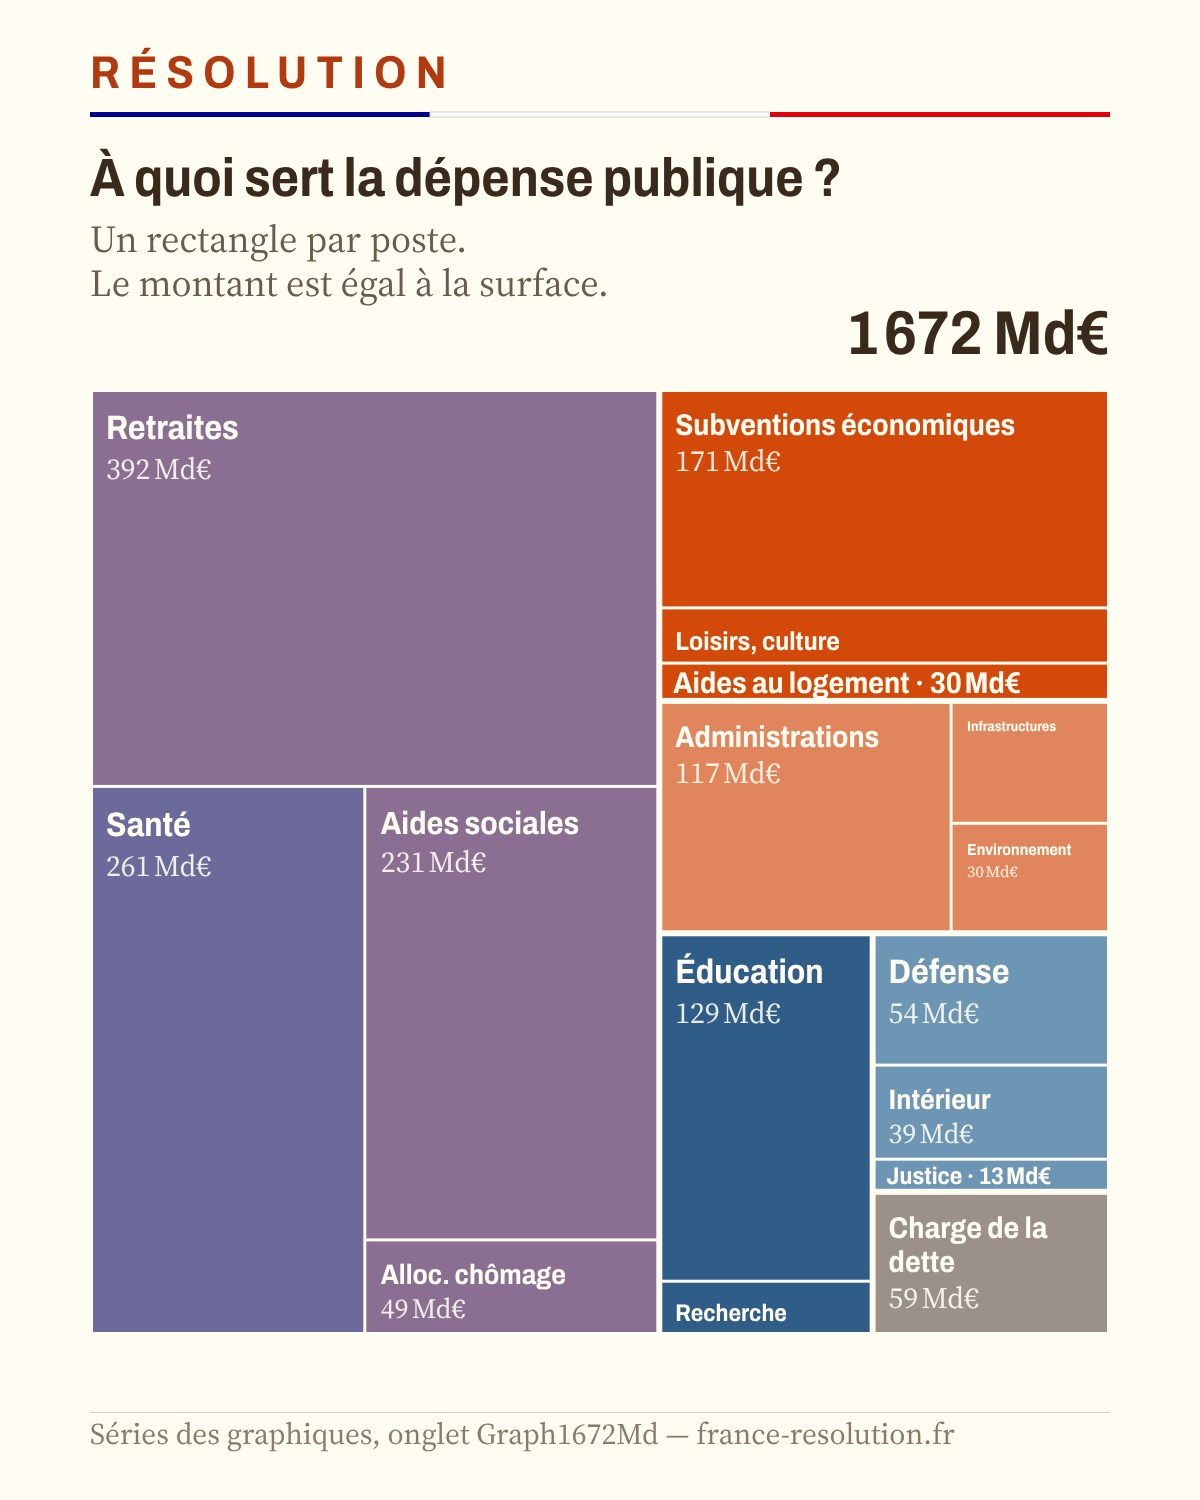 RÉSOLUTION
À quoi sert la dépense publique ?
Un rectangle par poste.
Le montant est égal à la surface.
1 672 Md€
Retraites
392 Md€
Subventions économiques
171 Md€
Loisirs, culture
Aides au logement · 30 Md€
Administrations
117 Md€
Infrastructures
Environnement
30 Md€
Santé
261 Md€
Aides sociales
231 Md€
Alloc. chômage
49 Md€
Éducation
129 Md€
Recherche
Défense
54 Md€
Intérieur
39 Md€
Justice · 13 Md€
Charge de la
dette
59 Md€
Séries des graphiques, onglet Graph1672Md — france-resolution.fr